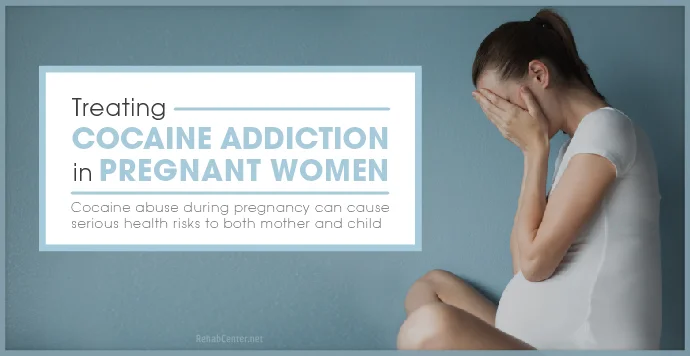 Treating
COCAINE ADDICTION
in PREGNANT WOMEN
Cocaine abuse during pregnancy can cause
serious health risks to both mother and child
RehabCenter.net